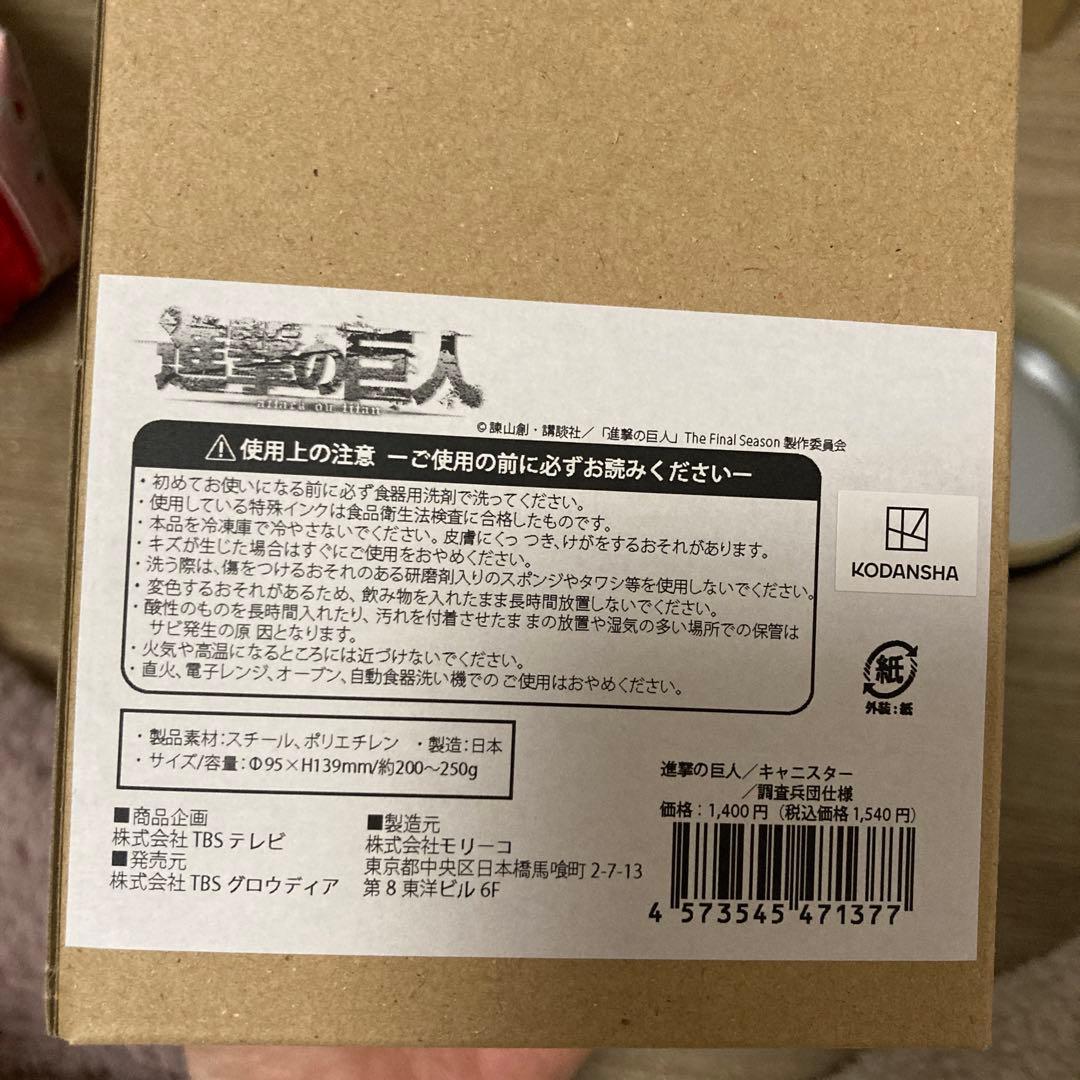 進撃の巨人
attack on titan
©諫山創・講談社／「進撃の巨人」The Final Season 製作委員会
⚠使用上の注意 ーご使用の前に必ずお読みくださいー
・初めてお使いになる前に必ず食器用洗剤で洗ってください。
・使用している特殊インクは食品衛生法検査に合格したものです。
・本品を冷凍庫で冷やさないでください。皮膚にくっ つき,けがをするおそれがあります。
・キズが生じた場合はすぐにご使用をおやめください。
・洗う際は、傷をつけるおそれのある研磨剤入りのスポンジやタワシ等を使用しないでください。
・変色するおそれがあるため、飲み物を入れたまま長時間放置しないでください。
・酸性のものを長時間入れたり、汚れを付着させたま まの放置や湿気の多い場所での保管は
サビ発生の原 因となります。
・火気や高温になるところには近づけないでください。
・直火、電子レンジ、オーブン、自動食器洗い機での ご使用はおやめください。
KODANSHA
紙
外装：紙
・製品素材：スチール、ポリエチレン ・製造：日本
・サイズ/容量：Φ95×H139mm/約200〜250g
■商品企画
株式会社 TBS テレビ
■発売元
株式会社 TBS グロウディア
■製造元
株式会社モリーコ
東京都中央区日本橋馬喰町 2-7-13
第 8 東洋ビル 6F
進撃の巨人／キャニスター
／調査兵団仕様
価格：1,400 円（税込価格 1,540 円）
4 573545 471377